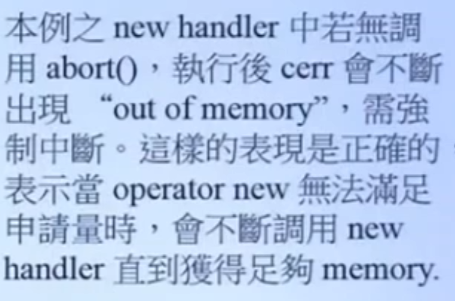 本例之 new handler 中若無調
用 abort()，執行後 cerr 會不斷
出現 “out of memory”，需強
制中斷。這樣的表現是正確的，
表示當 operator new 無法滿足
申請量時，會不斷調用 new
handler 直到獲得足夠 memory.